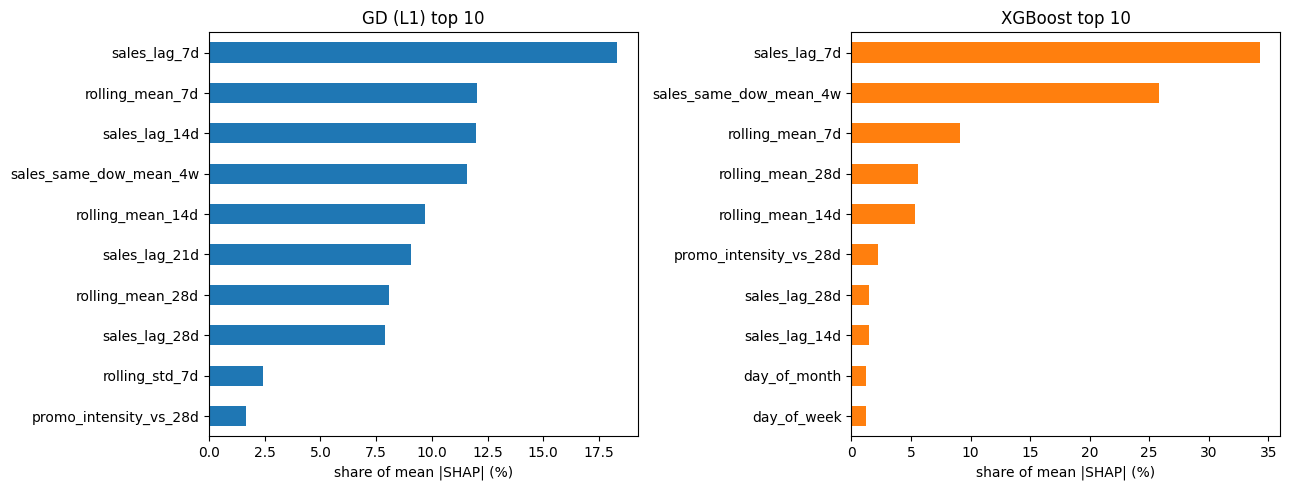 GD (L1) top 10
sales_lag_7d
rolling_mean_7d
sales_lag_14d
sales_same_dow_mean_4w
rolling_mean_14d
sales_lag_21d
rolling_mean_28d
sales_lag_28d
rolling_std_7d
promo_intensity_vs_28d
0.0 2.5 5.0 7.5 10.0 12.5 15.0 17.5
share of mean |SHAP| (%)
XGBoost top 10
sales_lag_7d
sales_same_dow_mean_4w
rolling_mean_7d
rolling_mean_28d
rolling_mean_14d
promo_intensity_vs_28d
sales_lag_28d
sales_lag_14d
day_of_month
day_of_week
0 5 10 15 20 25 30 35
share of mean |SHAP| (%)